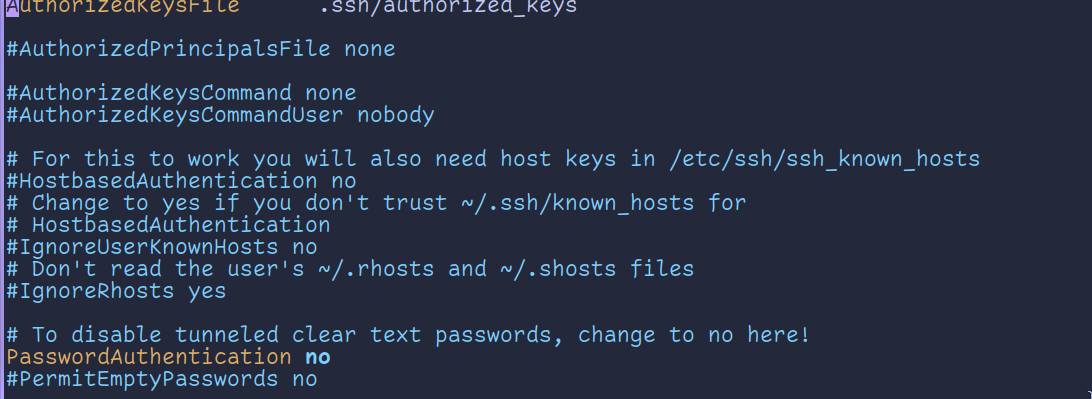 AuthorizedKeysFile .ssh/authorized_keys
#AuthorizedPrincipalsFile none
#AuthorizedKeysCommand none
#AuthorizedKeysCommandUser nobody
# For this to work you will also need host keys in /etc/ssh/ssh_known_hosts
#HostbasedAuthentication no
# Change to yes if you don't trust ~/.ssh/known_hosts for
# HostbasedAuthentication
#IgnoreUserKnownHosts no
# Don't read the user's ~/.rhosts and ~/.shosts files
#IgnoreRhosts yes
# To disable tunneled clear text passwords, change to no here!
PasswordAuthentication no
#PermitEmptyPasswords no